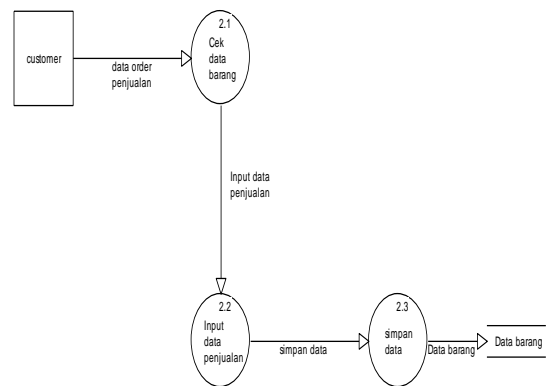 customer
data order
penjualan
2.1
Cek
data
barang
Input data
penjualan
2.2
Input
data
penjualan
simpan data
2.3
simpan
data
Data barang
Data barang